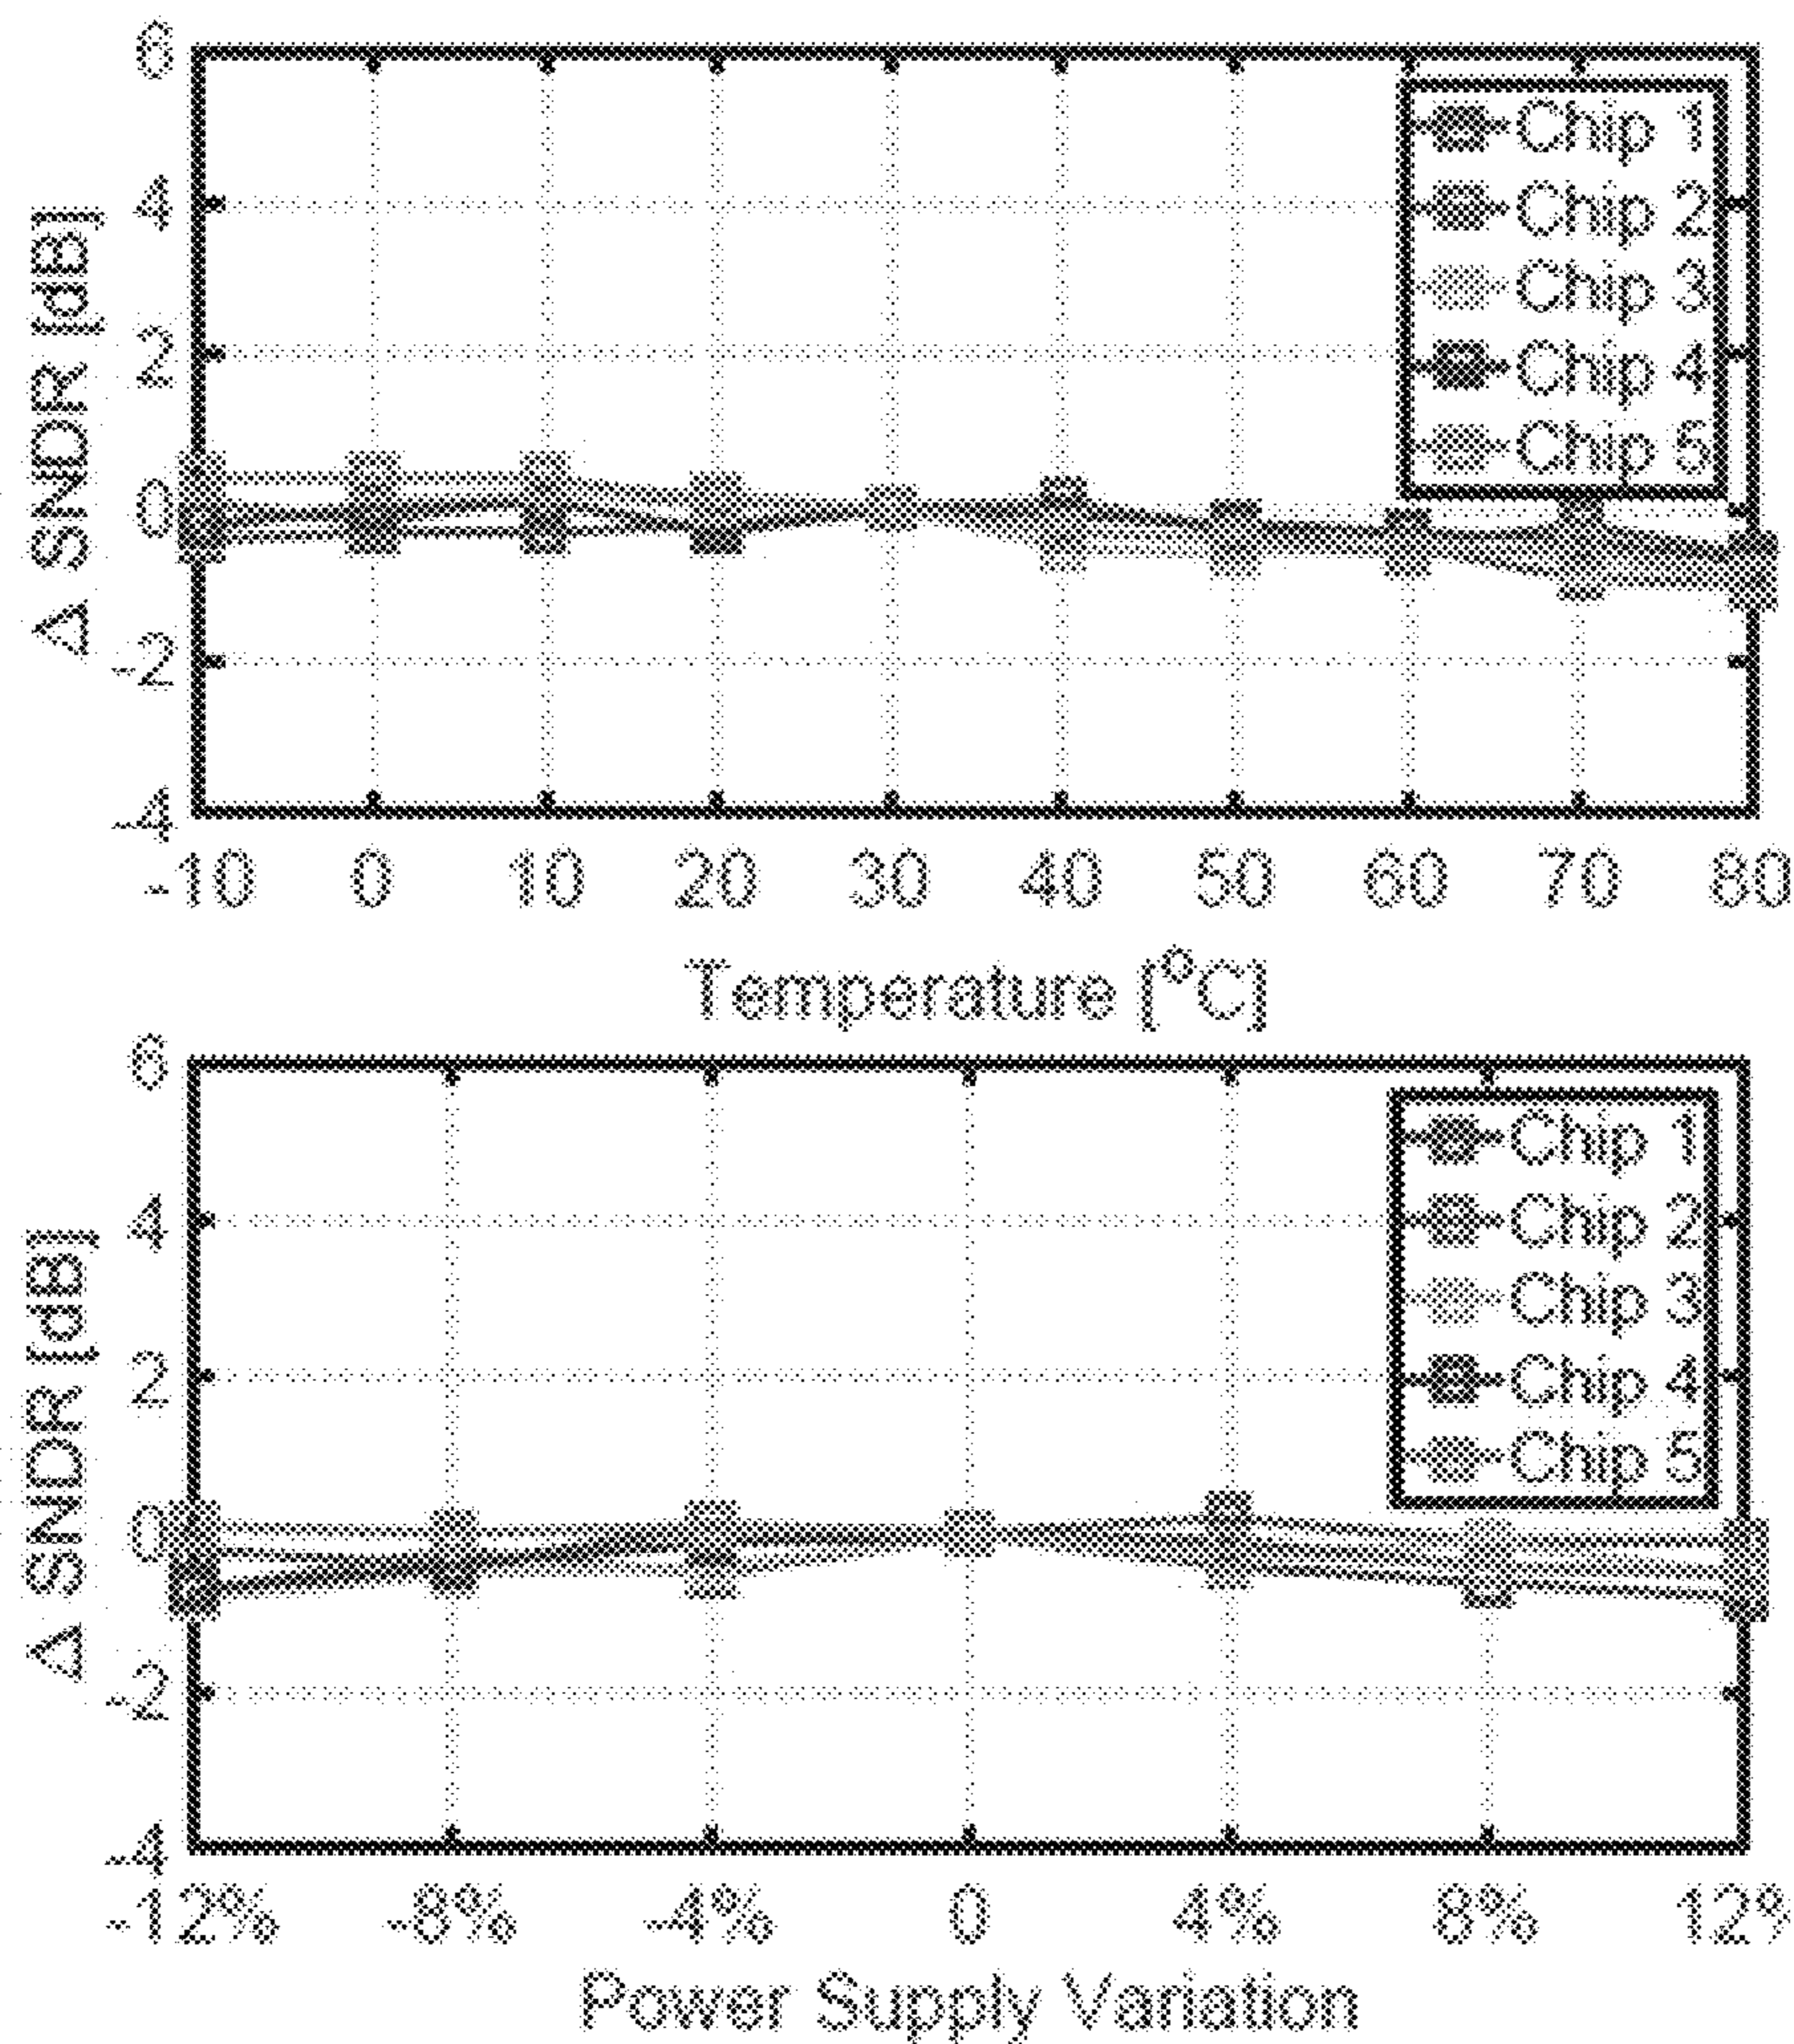 6
4
2
0
-2
-4
Δ SNDR [dB]
Chip 1
Chip 2
Chip 3
Chip 4
Chip 5
-10 0 10 20 30 40 50 60 70 80
Temperature [°C]
6
4
2
0
-2
-4
Δ SNDR [dB]
Chip 1
Chip 2
Chip 3
Chip 4
Chip 5
-12% -8% -4% 0 4% 8% 12%
Power Supply Variation